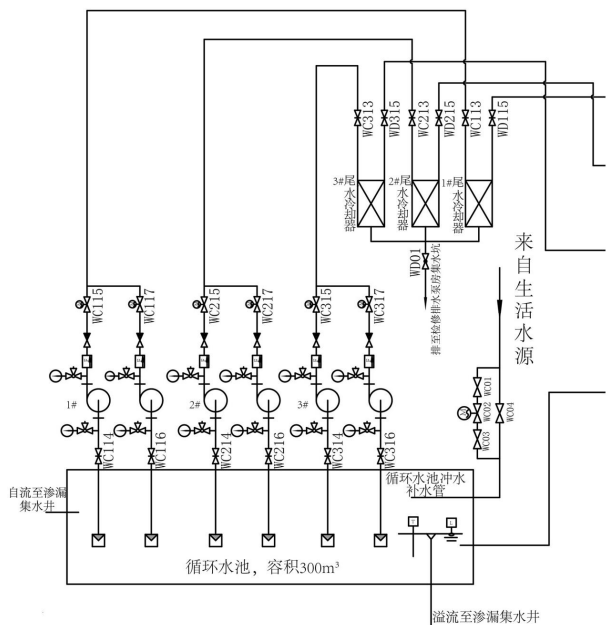 WC313
WD315
WC213
WD215
WC113
WD115
3#尾水冷却器
2#尾水冷却器
1#尾水冷却器
WD01
排至检修排水泵房集水坑
来自生活水源
WC115
WC117
WC215
WC217
WC315
WC317
1#
2#
3#
WC01
WC02
WC03
WC04
WC114
WC116
WC214
WC216
WC314
WC316
自流至渗漏
集水井
循环水池冲水
补水管
T
L
循环水池，容积300m³
溢流至渗漏集水井